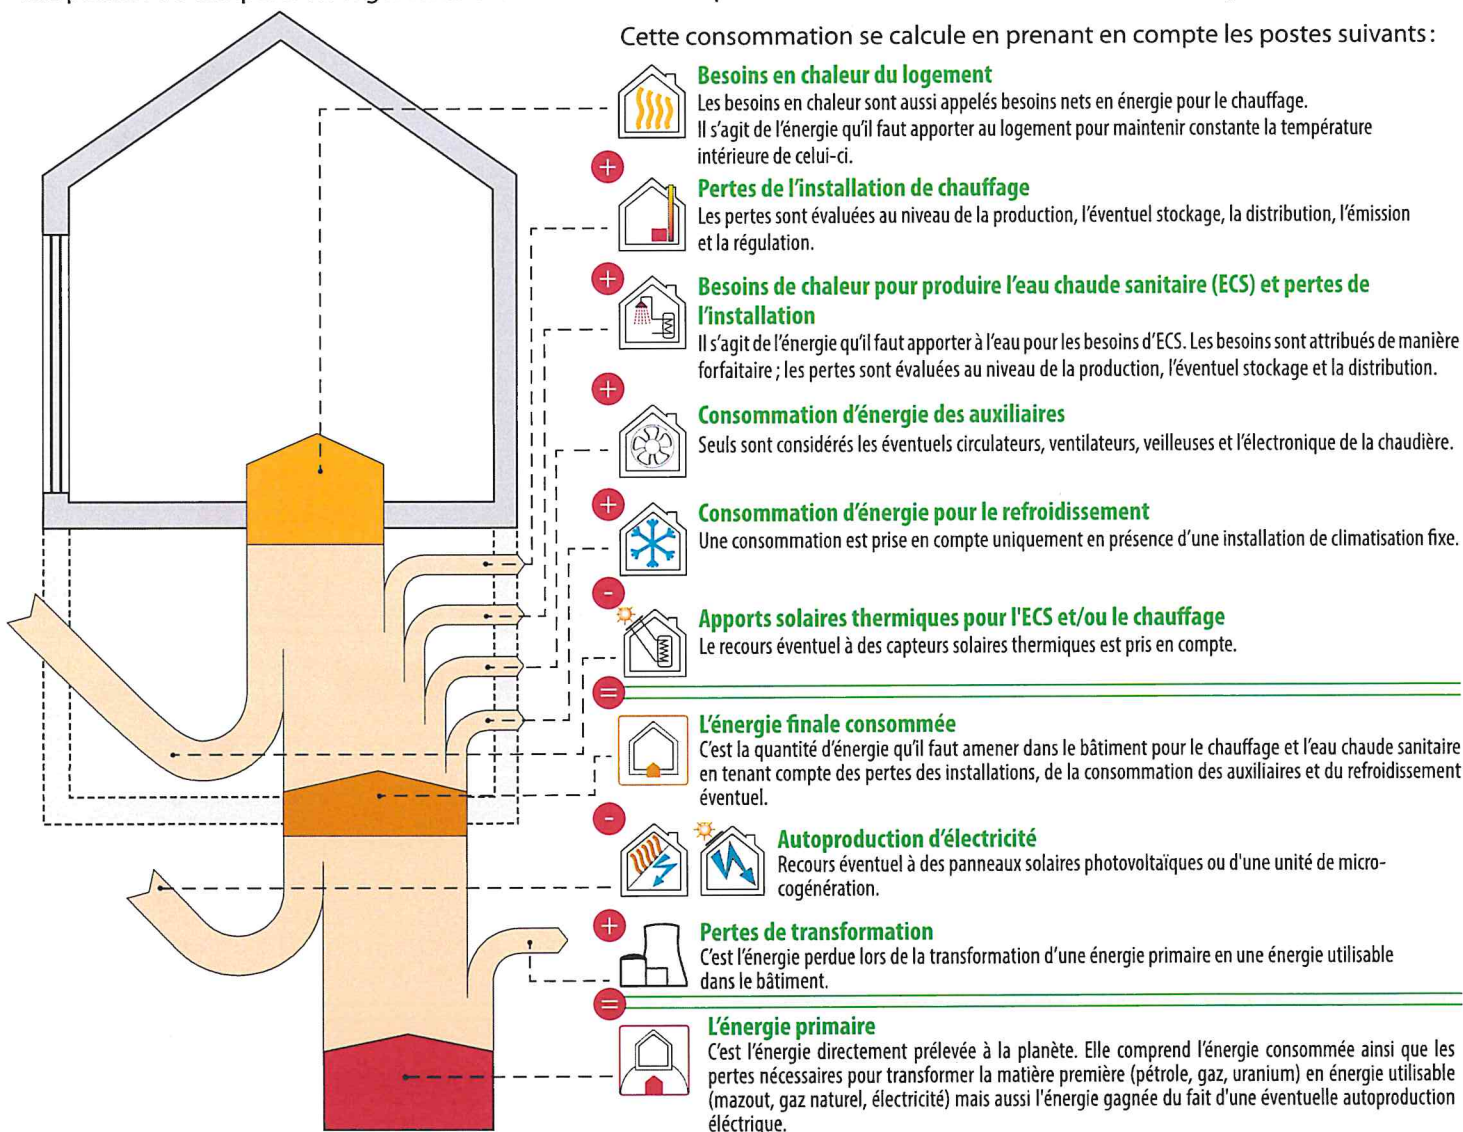 Cette consommation se calcule en prenant en compte les postes suivants :
Besoins en chaleur du logement
Les besoins en chaleur sont aussi appelés besoins nets en énergie pour le chauffage.
Il s'agit de l'énergie qu'il faut apporter au logement pour maintenir constante la température
intérieure de celui-ci.
+
Pertes de l'installation de chauffage
Les pertes sont évaluées au niveau de la production, l'éventuel stockage, la distribution, l'émission
et la régulation.
+
Besoins de chaleur pour produire l'eau chaude sanitaire (ECS) et pertes de
l'installation
Il s'agit de l'énergie qu'il faut apporter à l'eau pour les besoins d'ECS. Les besoins sont attribués de manière
forfaitaire ; les pertes sont évaluées au niveau de la production, l'éventuel stockage et la distribution.
+
Consommation d'énergie des auxiliaires
Seuls sont considérés les éventuels circulateurs, ventilateurs, veilleuses et l'électronique de la chaudière.
+
Consommation d'énergie pour le refroidissement
Une consommation est prise en compte uniquement en présence d'une installation de climatisation fixe.
-
Apports solaires thermiques pour l'ECS et/ou le chauffage
Le recours éventuel à des capteurs solaires thermiques est pris en compte.
=
L'énergie finale consommée
C'est la quantité d'énergie qu'il faut amener dans le bâtiment pour le chauffage et l'eau chaude sanitaire
en tenant compte des pertes des installations, de la consommation des auxiliaires et du refroidissement
éventuel.
-
Autoproduction d'électricité
Recours éventuel à des panneaux solaires photovoltaïques ou d'une unité de micro-
cogénération.
+
Pertes de transformation
C'est l'énergie perdue lors de la transformation d'une énergie primaire en une énergie utilisable
dans le bâtiment.
=
L'énergie primaire
C'est l'énergie directement prélevée à la planète. Elle comprend l'énergie consommée ainsi que les
pertes nécessaires pour transformer la matière première (pétrole, gaz, uranium) en énergie utilisable
(mazout, gaz naturel, électricité) mais aussi l'énergie gagnée du fait d'une éventuelle autoproduction
éléctrique.